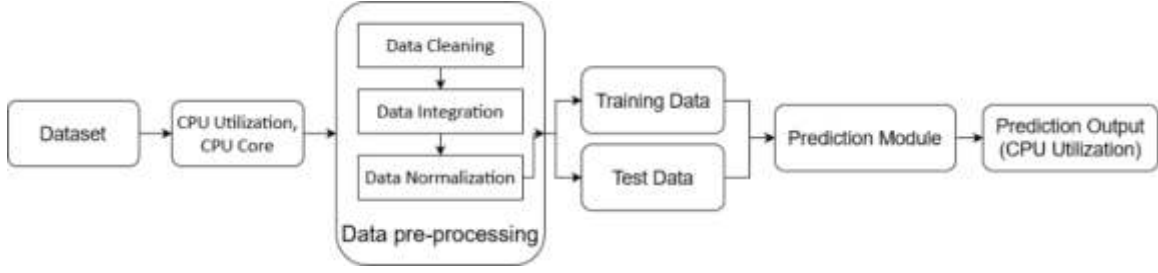 Dataset
CPU Utilization,
CPU Core
Data Cleaning
Data Integration
Data Normalization
Data pre-processing
Training Data
Test Data
Prediction Module
Prediction Output
(CPU Utilization)